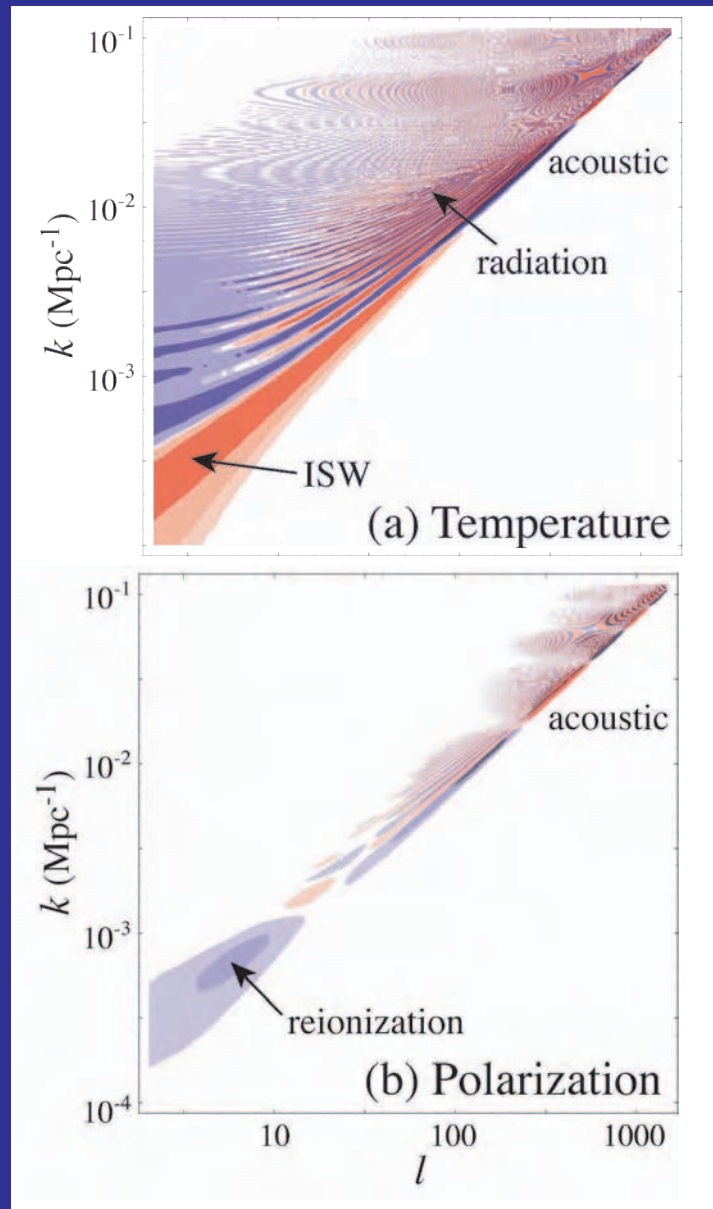 10⁻¹
acoustic
10⁻²
radiation
k (Mpc⁻¹)
10⁻³
ISW
(a) Temperature
10⁻¹
acoustic
10⁻²
k (Mpc⁻¹)
10⁻³
reionization
(b) Polarization
10⁻⁴
10 100 1000
l